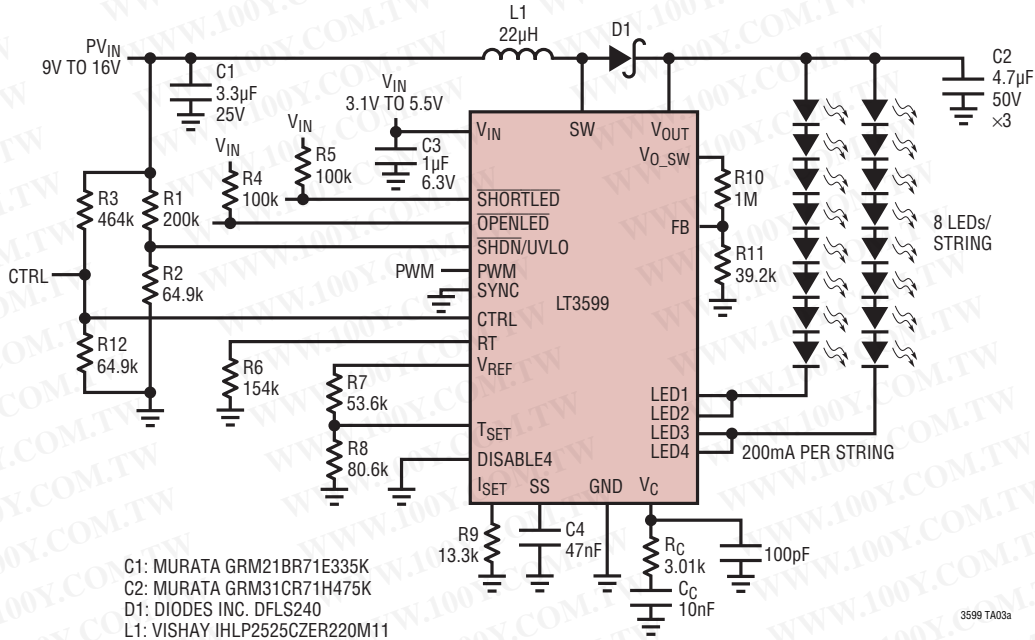 L1
22µH
D1
PVIN
9V TO 16V
C1
3.3µF
25V
C2
4.7µF
50V
×3
VIN
3.1V TO 5.5V
C3
1µF
6.3V
VIN
R5
100k
VIN
R4
100k
R3
464k
R1
200k
CTRL
R2
64.9k
R12
64.9k
PWM
VIN
SW
VOUT
VO_SW
SHORTLED
OPENLED
SHDN/UVLO
PWM
SYNC
CTRL
RT
VREF
TSET
DISABLE4
ISET
SS
GND
VC
FB
LT3599
LED1
LED2
LED3
LED4
R10
1M
R11
39.2k
8 LEDs/
STRING
200mA PER STRING
R6
154k
R7
53.6k
R8
80.6k
R9
13.3k
C4
47nF
RC
3.01k
CC
10nF
100pF
C1: MURATA GRM21BR71E335K
C2: MURATA GRM31CR71H475K
D1: DIODES INC. DFLS240
L1: VISHAY IHLP2525CZER220M11
3599 TA03a
WWW.100Y.COM.TW